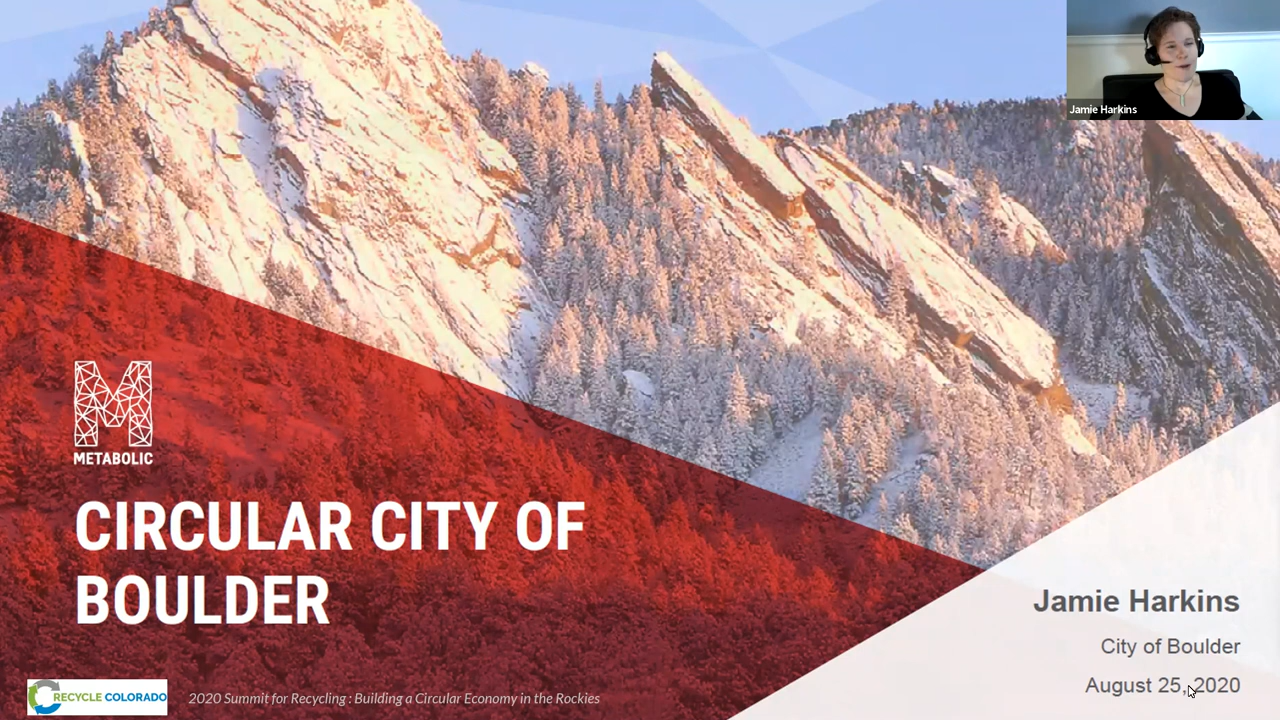 Jamie Harkins
METABOLIC
CIRCULAR CITY OF
BOULDER
Jamie Harkins
City of Boulder
August 25, 2020
RECYCLE COLORADO
2020 Summit for Recycling : Building a Circular Economy in the Rockies